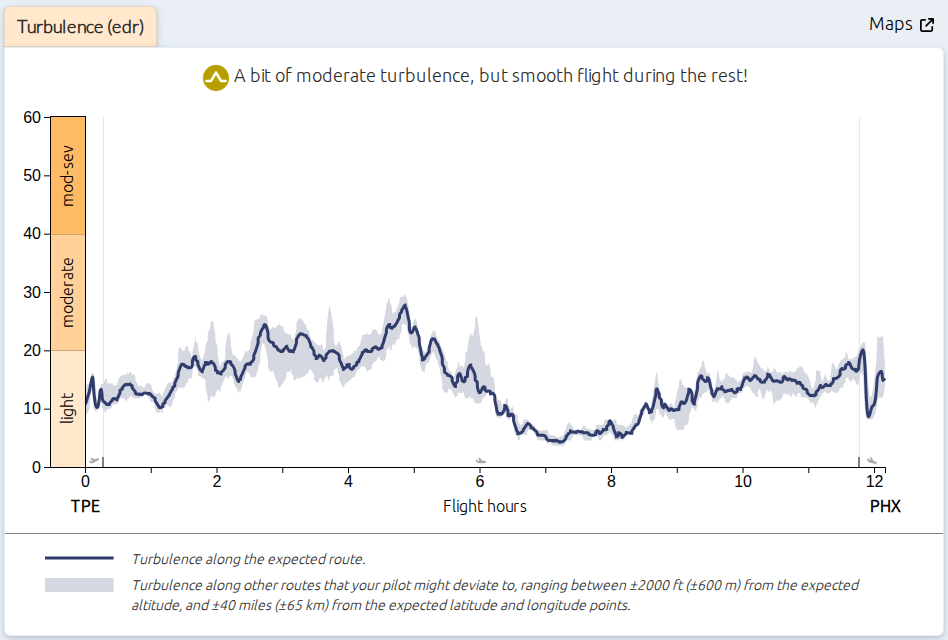 Turbulence (edr)
Maps
A bit of moderate turbulence, but smooth flight during the rest!
60
50
40
30
20
10
0
mod-sev
moderate
light
0 2 4 6 8 10 12
TPE Flight hours PHX
Turbulence along the expected route.
Turbulence along other routes that your pilot might deviate to, ranging between ±2000 ft (±600 m) from the expected
altitude, and ±40 miles (±65 km) from the expected latitude and longitude points.